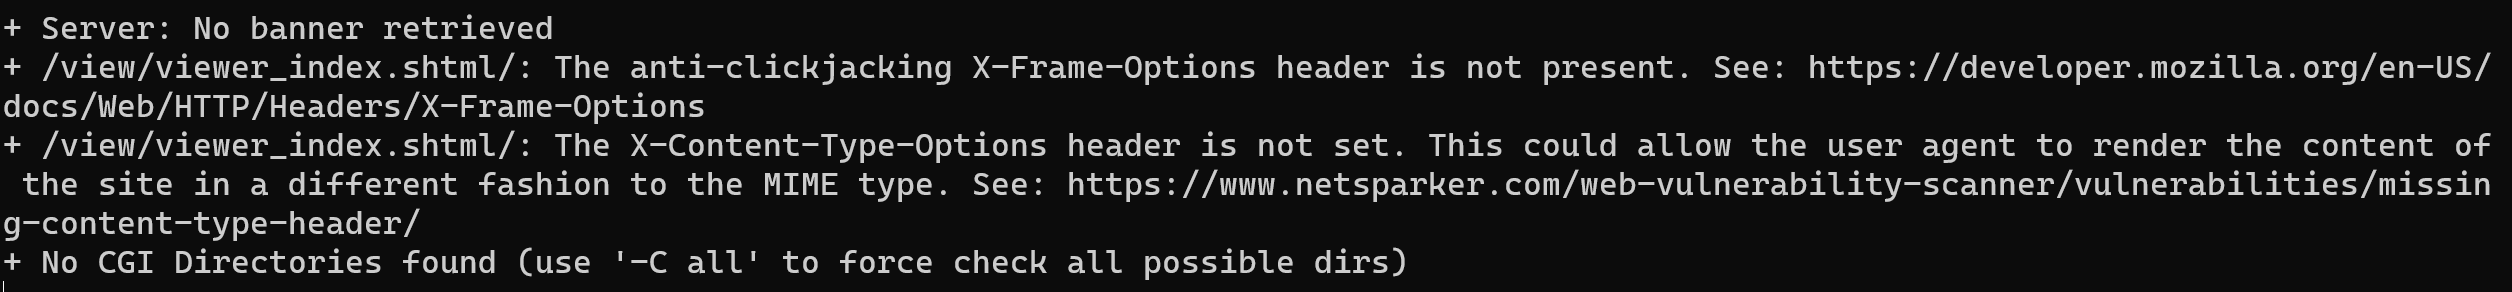 + Server: No banner retrieved
+ /view/viewer_index.shtml/: The anti-clickjacking X-Frame-Options header is not present. See: https://developer.mozilla.org/en-US/
docs/Web/HTTP/Headers/X-Frame-Options
+ /view/viewer_index.shtml/: The X-Content-Type-Options header is not set. This could allow the user agent to render the content of
 the site in a different fashion to the MIME type. See: https://www.netsparker.com/web-vulnerability-scanner/vulnerabilities/missin
g-content-type-header/
+ No CGI Directories found (use '-C all' to force check all possible dirs)